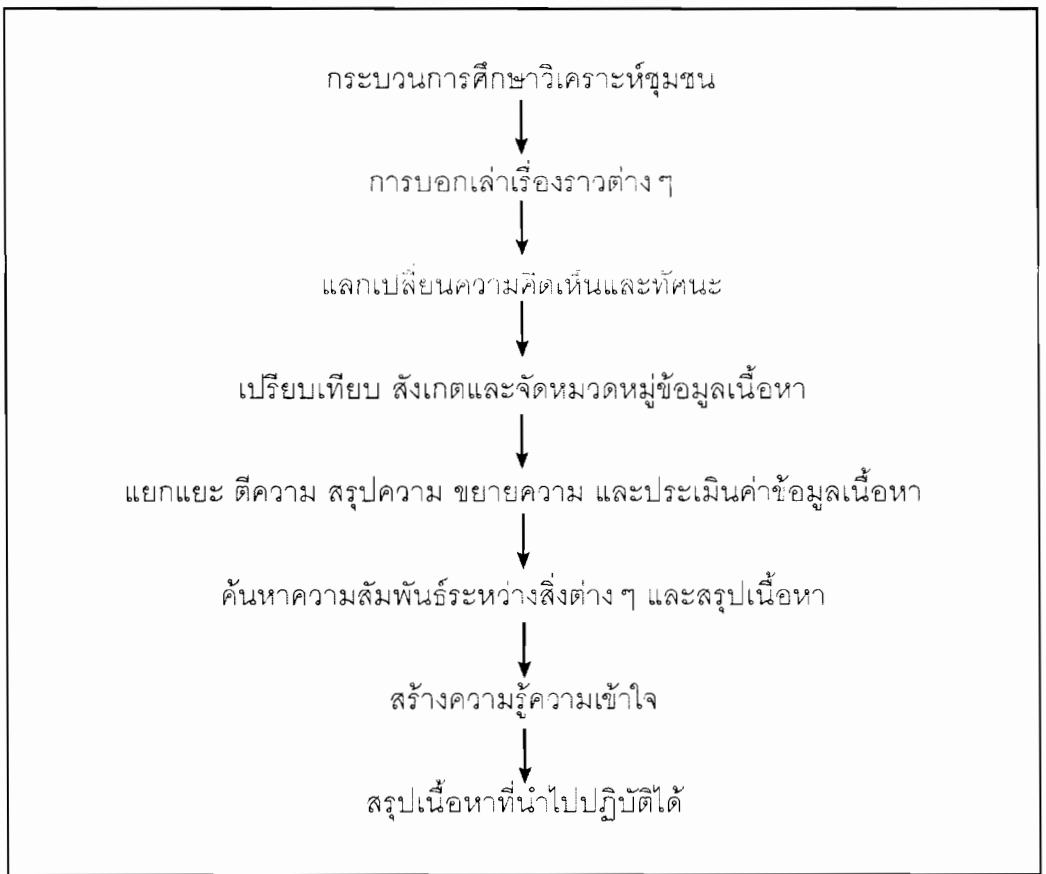 กระบวนการศึกษาวิเคราะห์ชุมชน
การบอกเล่าเรื่องราวต่าง ๆ
แลกเปลี่ยนความคิดเห็นและทัศนะ
เปรียบเทียบ สังเกตและจัดหมวดหมู่ข้อมูลเนื้อหา
แยกแยะ ตีความ สรุปความ ขยายความ และประเมินค่าข้อมูลเนื้อหา
ค้นหาความสัมพันธ์ระหว่างสิ่งต่าง ๆ และสรุปเนื้อหา
สร้างความรู้ความเข้าใจ
สรุปเนื้อหาที่นำไปปฏิบัติได้